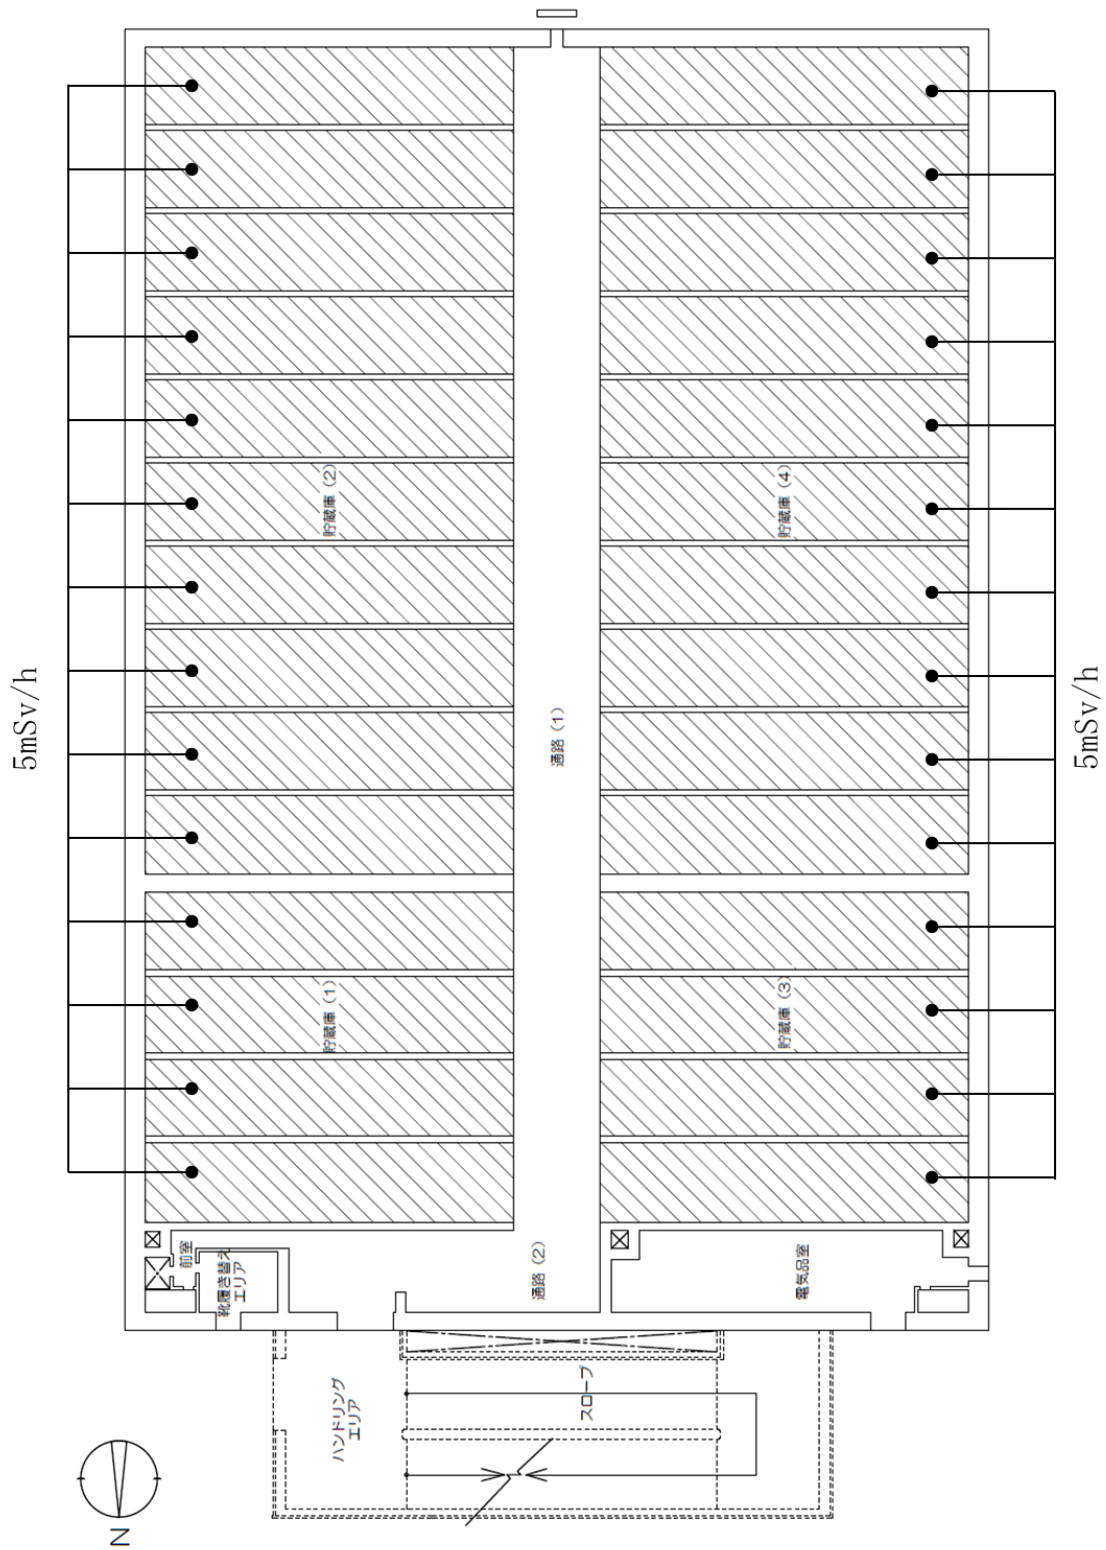 5mSv/h
5mSv/h
貯蔵庫（2）
貯蔵庫（4）
通路（1）
貯蔵庫（1）
貯蔵庫（3）
前室
靴履き替え
エリア
通路（2）
電気品室
ハンドリング
エリア
スロープ
N